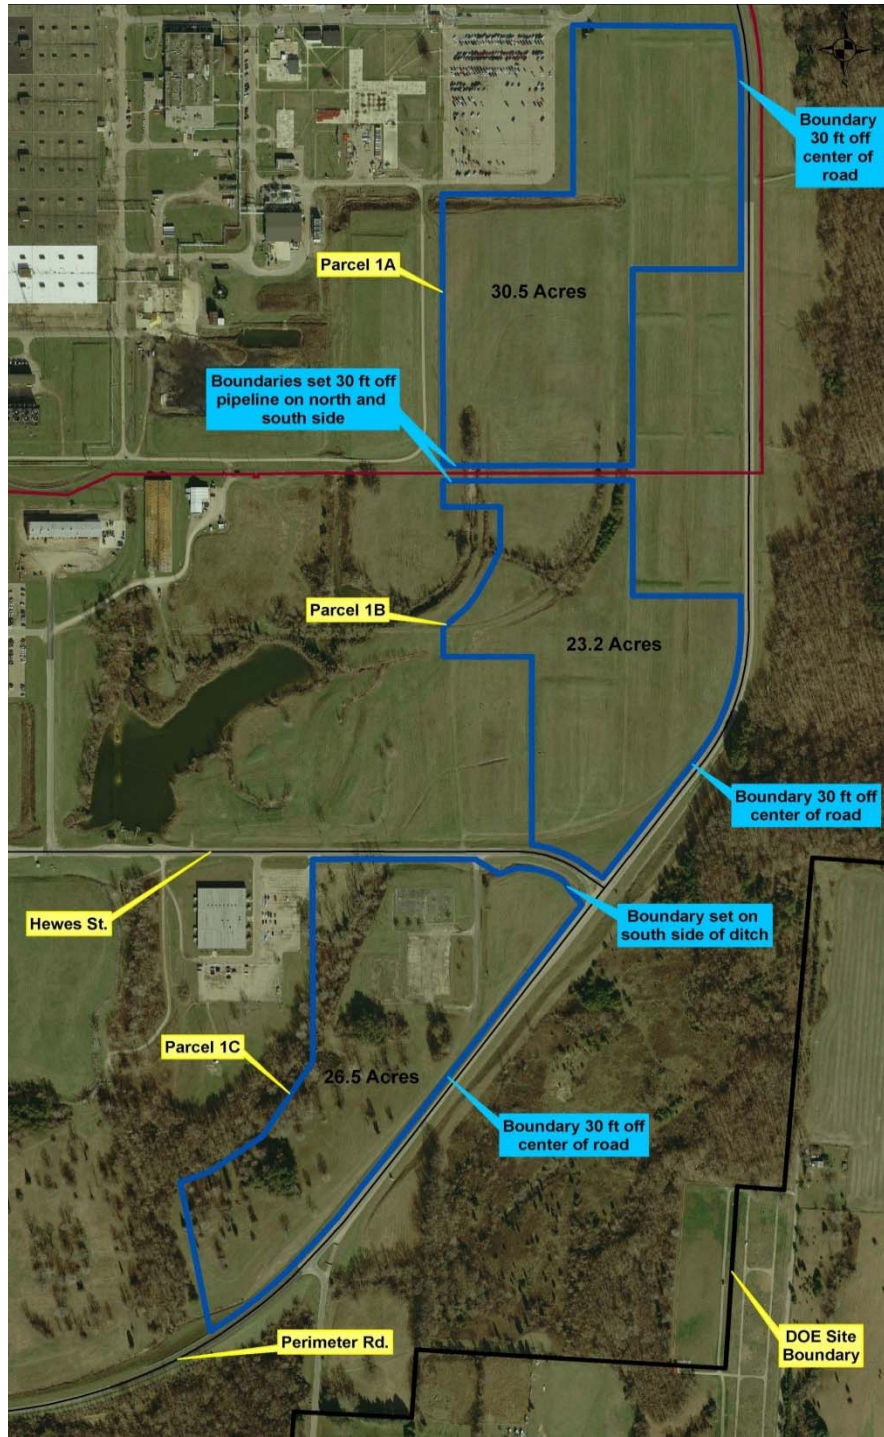 Boundary
30 ft off
center of
road
Parcel 1A
30.5 Acres
Boundaries set 30 ft off
pipeline on north and
south side
Parcel 1B
23.2 Acres
Boundary 30 ft off
center of road
Hewes St.
Boundary set on
south side of ditch
Parcel 1C
26.5 Acres
Boundary 30 ft off
center of road
Perimeter Rd.
DOE Site
Boundary